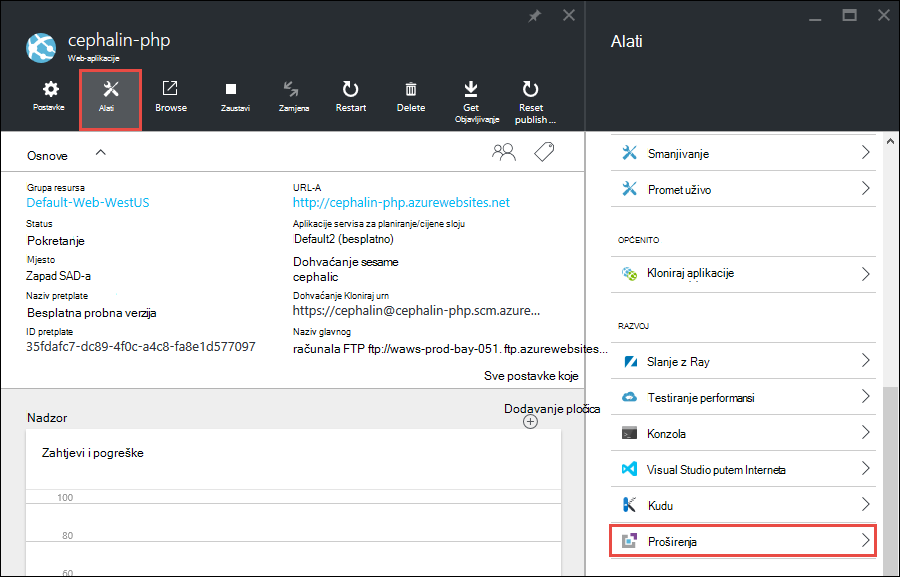 cephalin-php
Web-aplikacije
Postavke
Alati
Browse
Zaustavi
Zamjena
Restart
Delete
Get
Objavljivanje
Reset
publish ...
Osnove
Grupa resursa
Default-Web-WestUS
Status
Pokretanje
Mjesto
Zapad SAD-a
Naziv pretplate
Besplatna probna verzija
ID pretplate
35fdafc7-dc89-4f0c-a4c8-fa8e1d577097
URL-A
http://cephalin-php.azurewebsites.net
Aplikacije servisa za planiranje/cijene sloju
Default2 (besplatno)
Dohvaćanje sesame
cephalic
Dohvaćanje Kloniraj urn
https://cephalin@cephalin-php.scm.azure...
Naziv glavnog
računala FTP ftp://waws-prod-bay-051. ftp.azurewebsites...
Sve postavke koje
Dodavanje pločica
Nadzor
Zahtjevi i pogreške
100
80
60
Alati
Smanjivanje
Promet uživo
OPĆENITO
Kloniraj aplikacije
RAZVOJ
Slanje z Ray
Testiranje performansi
Konzola
Visual Studio putem Interneta
Kudu
Proširenja